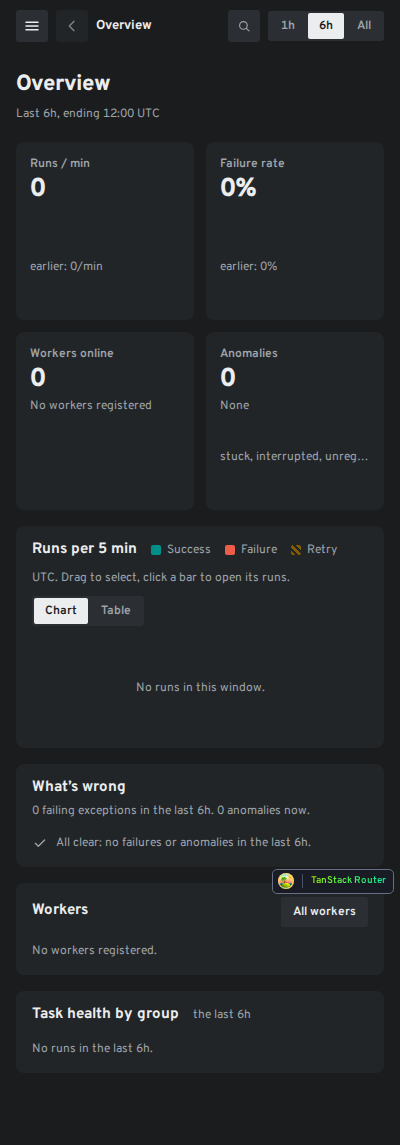 Overview
1h 6h All
Overview
Last 6h, ending 12:00 UTC
Runs / min
0
earlier: 0/min
Failure rate
0%
earlier: 0%
Workers online
0
No workers registered
Anomalies
0
None
stuck, interrupted, unreg…
Runs per 5 min Success Failure Retry
UTC. Drag to select, click a bar to open its runs.
Chart Table
No runs in this window.
What's wrong
0 failing exceptions in the last 6h. 0 anomalies now.
All clear: no failures or anomalies in the last 6h.
TanStack Router
Workers All workers
No workers registered.
Task health by group the last 6h
No runs in the last 6h.